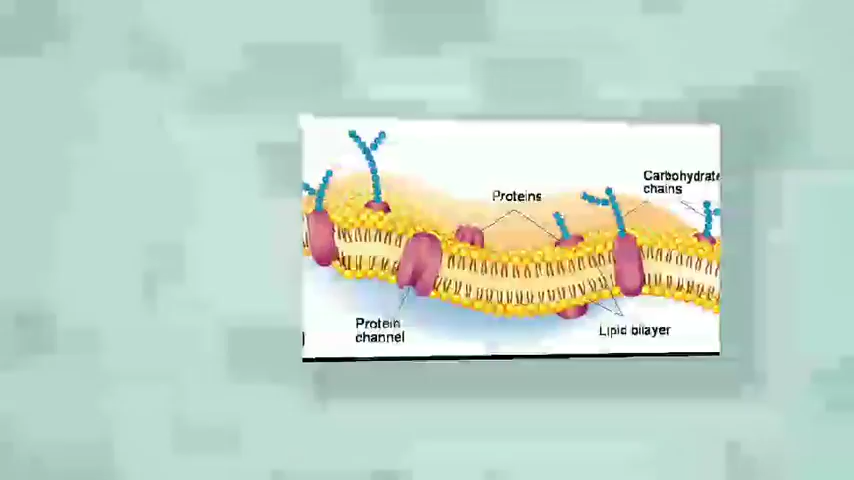 Carbohydrate
chains
Proteins
Protein
channel
Lipid bilayer